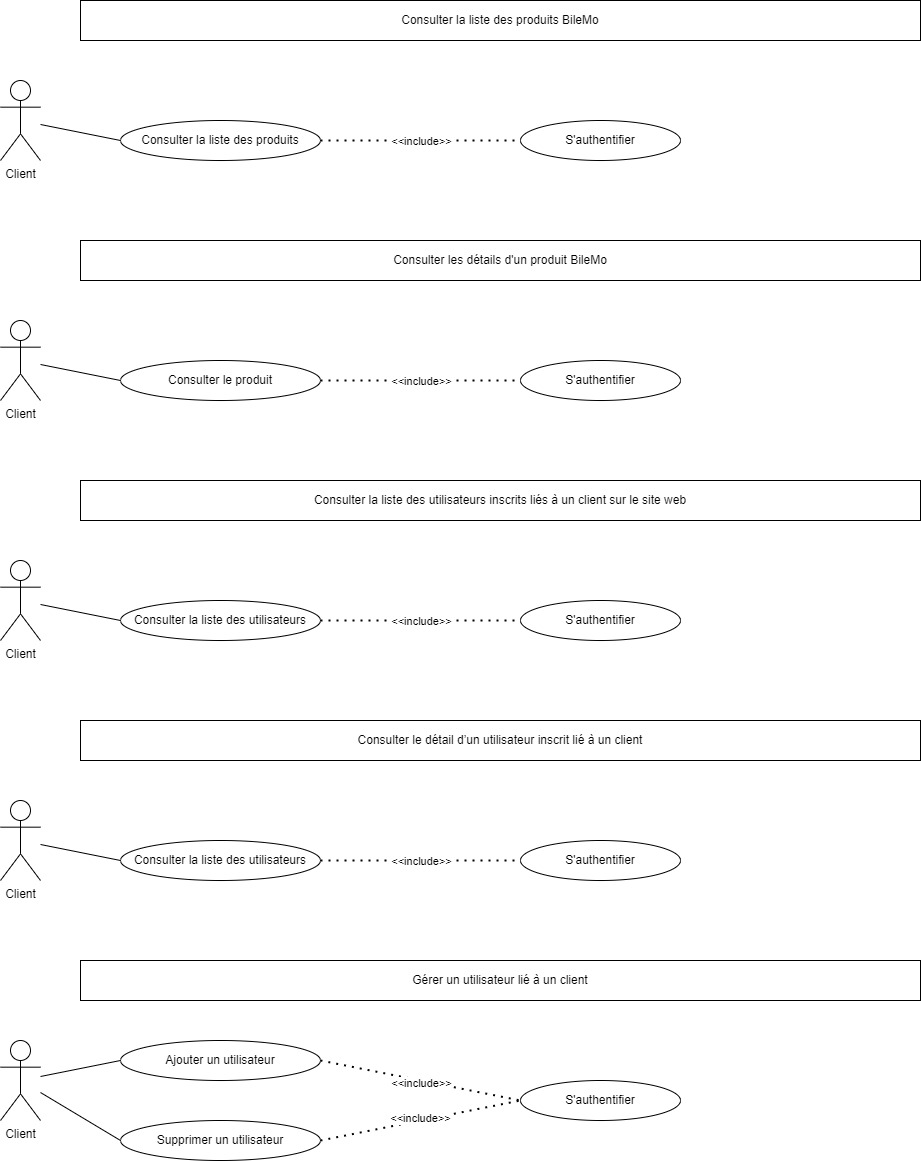 Consulter la liste des produits BileMo
Consulter la liste des produits
<<include>>
S'authentifier
Client
Consulter les détails d'un produit BileMo
Consulter le produit
<<include>>
S'authentifier
Client
Consulter la liste des utilisateurs inscrits liés à un client sur le site web
Consulter la liste des utilisateurs
<<include>>
S'authentifier
Client
Consulter le détail d’un utilisateur inscrit lié à un client
Consulter la liste des utilisateurs
<<include>>
S'authentifier
Client
Gérer un utilisateur lié à un client
Ajouter un utilisateur
<<include>>
S'authentifier
<<include>>
Client
Supprimer un utilisateur